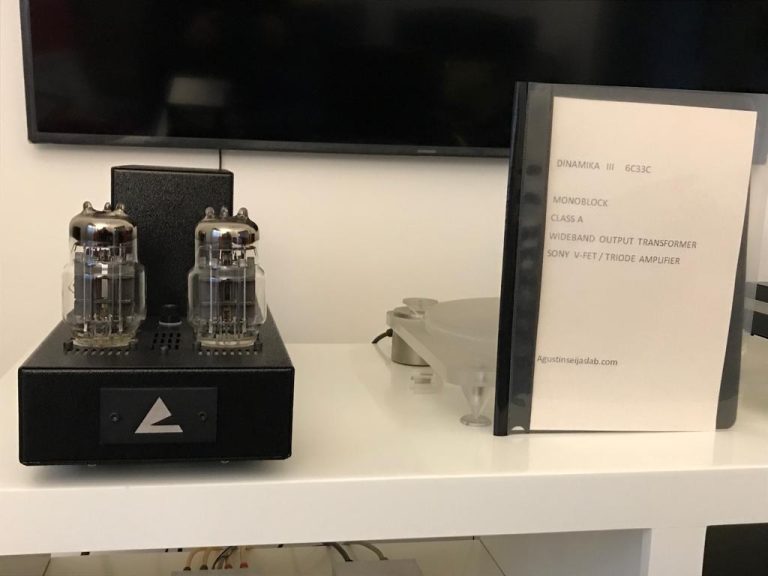 DINAMIKA III 6C33C
MONOBLOCK
CLASS A
WIDEBAND OUTPUT TRANSFORMER
SONY V-FET / TRIODE AMPLIFIER
Agustinseijaslab.com